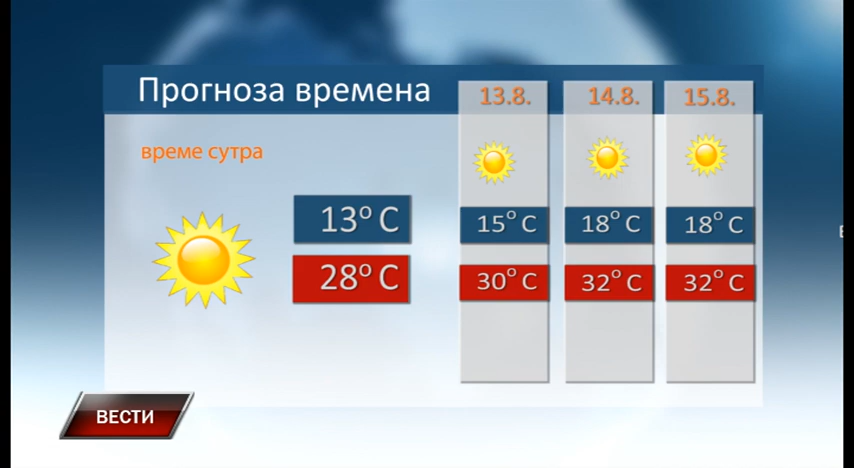 Прогноза времена
време сутра
13° C
28° C
13.8.
14.8.
15.8.
15° C
18° C
18° C
30° C
32° C
32° C
ВЕСТИ